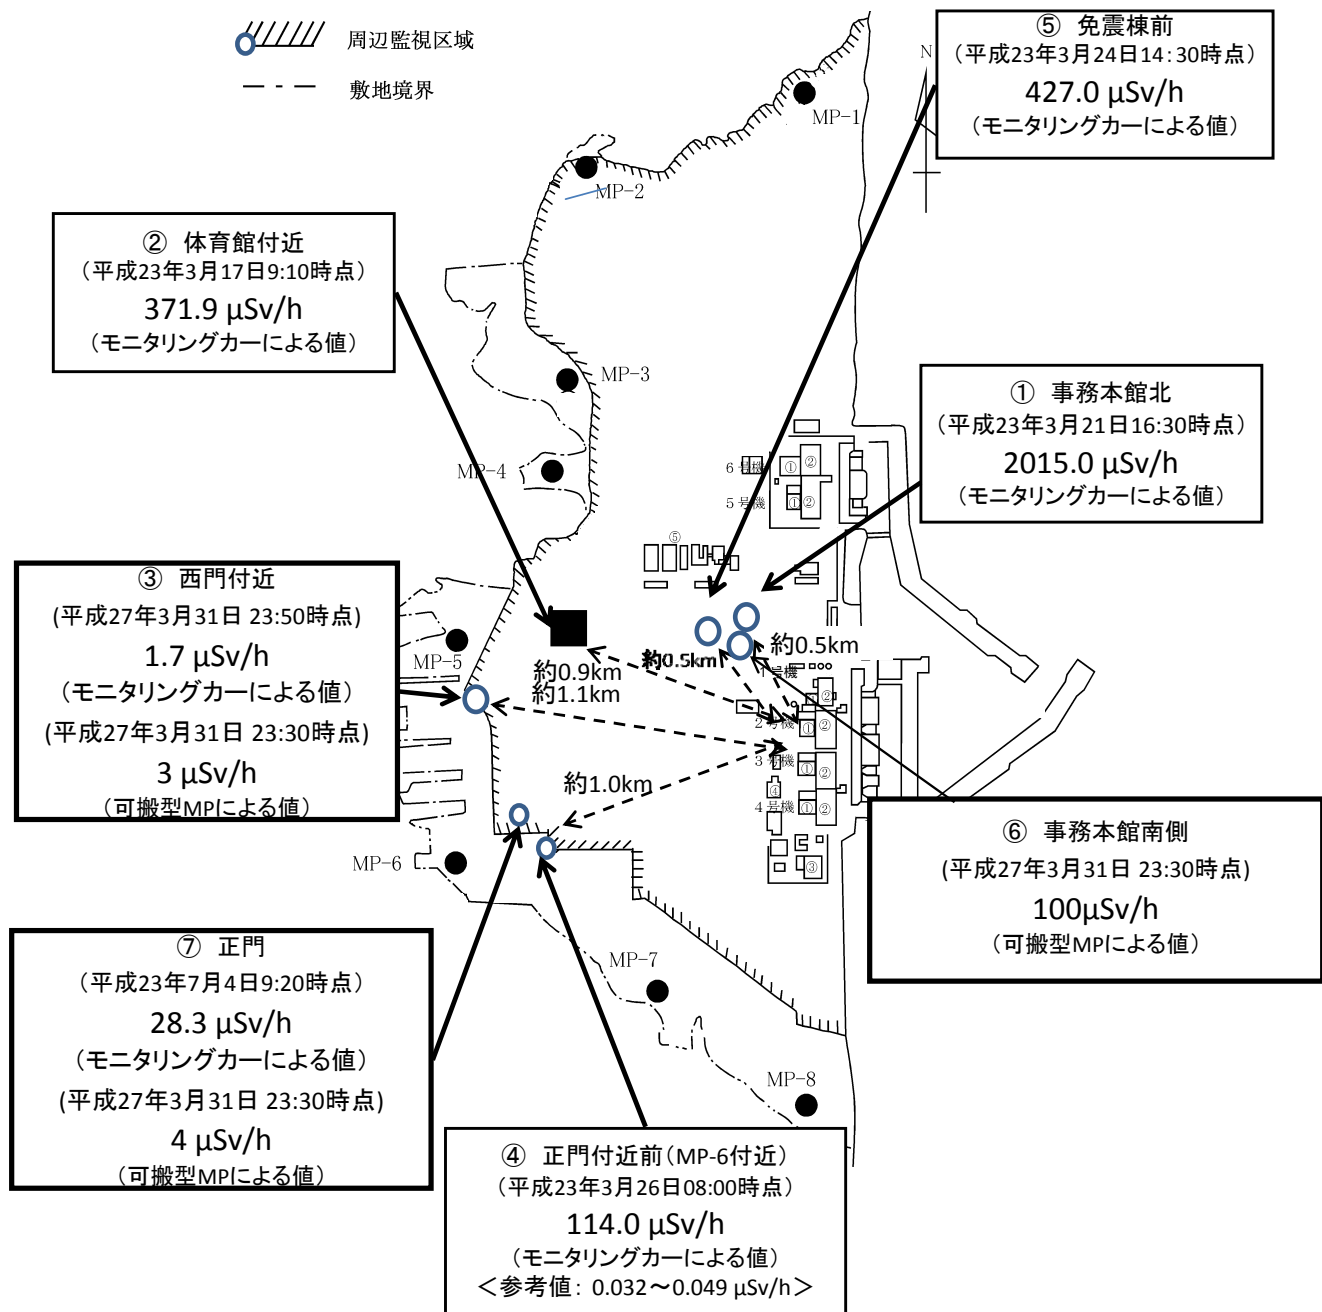 周辺監視区域
敷地境界
⑤ 免震棟前
（平成23年3月24日14：30時点）
427.0 μSv/h
（モニタリングカーによる値）
N
MP-1
MP-2
② 体育館付近
（平成23年3月17日9:10時点）
371.9 μSv/h
（モニタリングカーによる値）
MP-3
① 事務本館北
（平成23年3月21日16:30時点）
2015.0 μSv/h
（モニタリングカーによる値）
MP-4
6号機
①
②
5号機
①
②
⑤
③ 西門付近
(平成27年3月31日 23:50時点)
1.7 μSv/h
（モニタリングカーによる値）
(平成27年3月31日 23:30時点)
3 μSv/h
（可搬型MPによる値）
MP-5
約0.9km
約1.1km
約0.5km
約0.5km
1号機
②
2号機
①
②
3号機
①
②
④
4号機
①
②
③
約1.0km
MP-6
⑥ 事務本館南側
(平成27年3月31日 23:30時点)
100μSv/h
（可搬型MPによる値）
⑦ 正門
（平成23年7月4日9:20時点）
28.3 μSv/h
（モニタリングカーによる値）
(平成27年3月31日 23:30時点)
4 μSv/h
（可搬型MPによる値）
MP-7
MP-8
④ 正門付近前（MP-6付近）
（平成23年3月26日08:00時点）
114.0 μSv/h
（モニタリングカーによる値）
＜参考値： 0.032～0.049 μSv/h＞